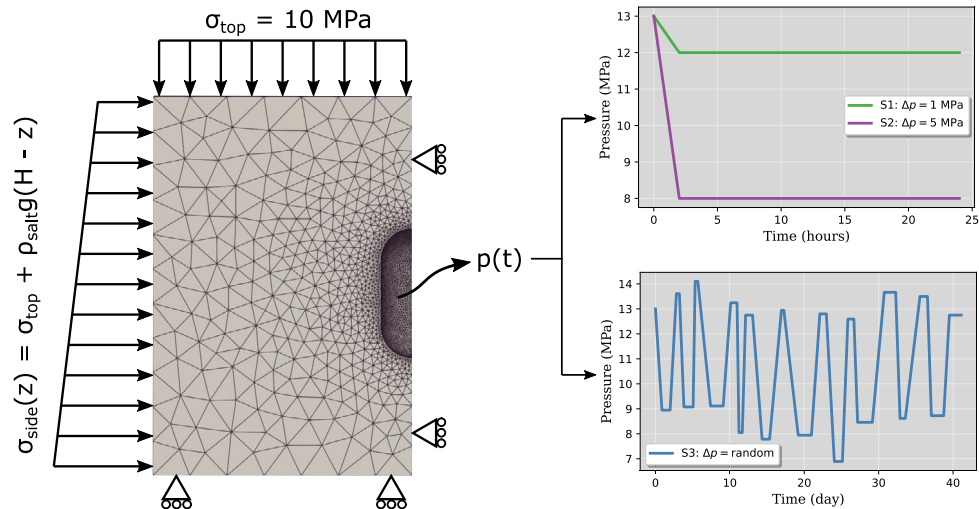 σtop = 10 MPa
σside(z) = σtop + ρsaltg(H - z)
p(t)
Pressure (MPa)
13
12
11
10
9
8
S1: Δp = 1 MPa
S2: Δp = 5 MPa
0
5
10
15
20
25
Time (hours)
Pressure (MPa)
14
13
12
11
10
9
8
7
S3: Δp = random
0
10
20
30
40
Time (day)